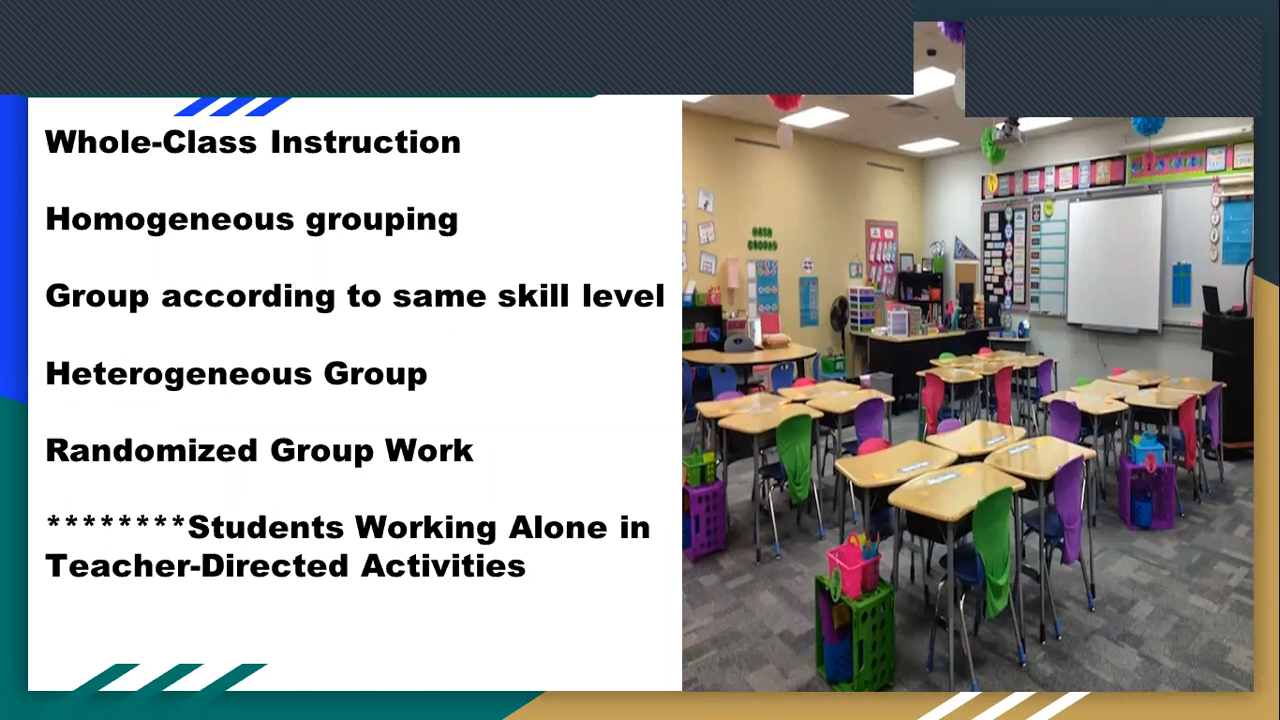 Whole-Class Instruction
Homogeneous grouping
Group according to same skill level
Heterogeneous Group
Randomized Group Work
********Students Working Alone in
Teacher-Directed Activities